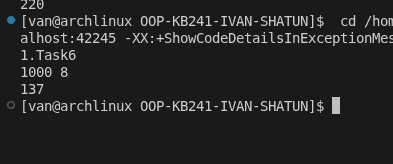 220
[van@archlinux OOP-KB241-IVAN-SHATUN]$ cd /hom
alhost:42245 -XX:+ShowCodeDetailsInExceptionMes
1.Task6
1000 8
137
[van@archlinux OOP-KB241-IVAN-SHATUN]$